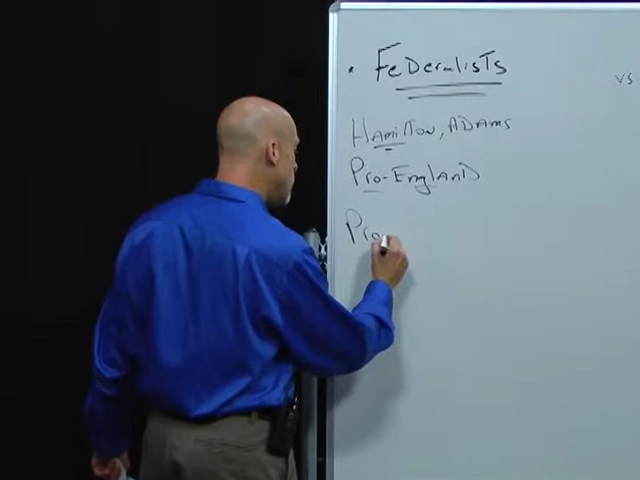 • Federalists
vs
Hamilton, Adams
Pro-England
Pro